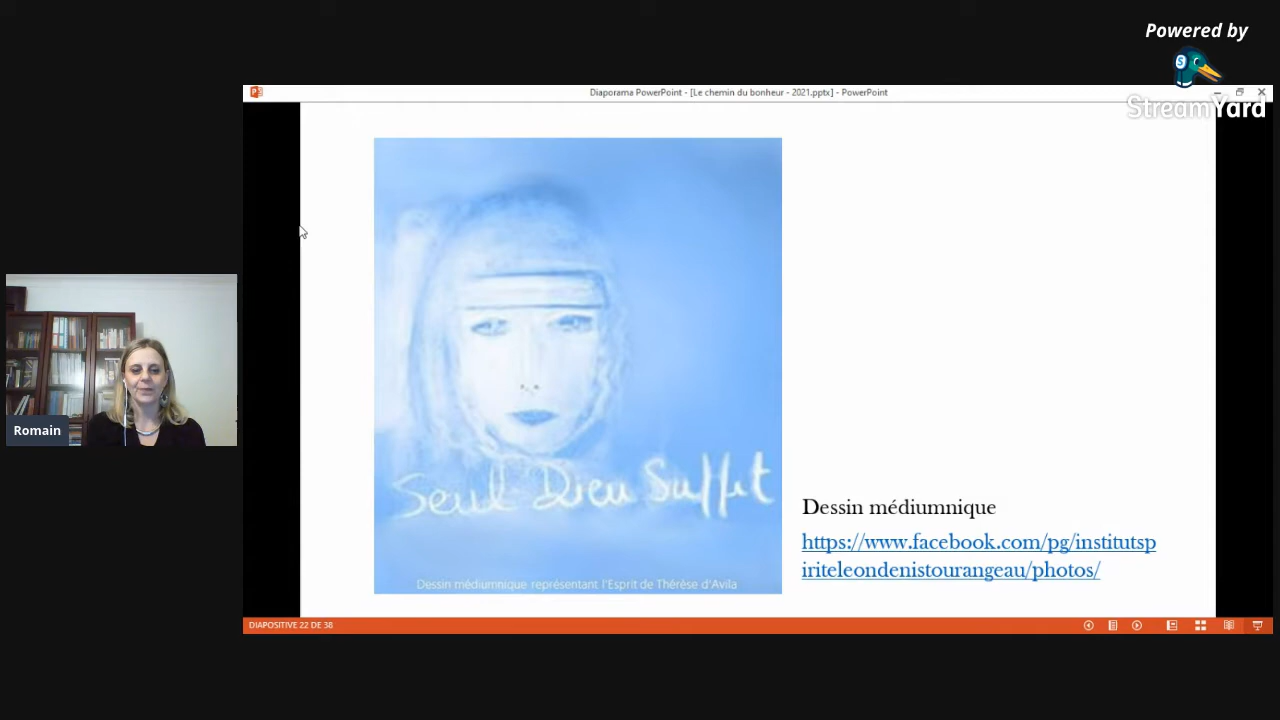 Powered by
StreamYard
Diaporama PowerPoint - [Le chemin du bonheur - 2021.pptx] - PowerPoint
Seul Dieu Suffit
Dessin médiumnique représentant l'Esprit de Thérèse d'Avila
Dessin médiumnique
https://www.facebook.com/pg/institutsp
iriteleondenistourangeau/photos/
Romain
DIAPOSITIVE 22 DE 38